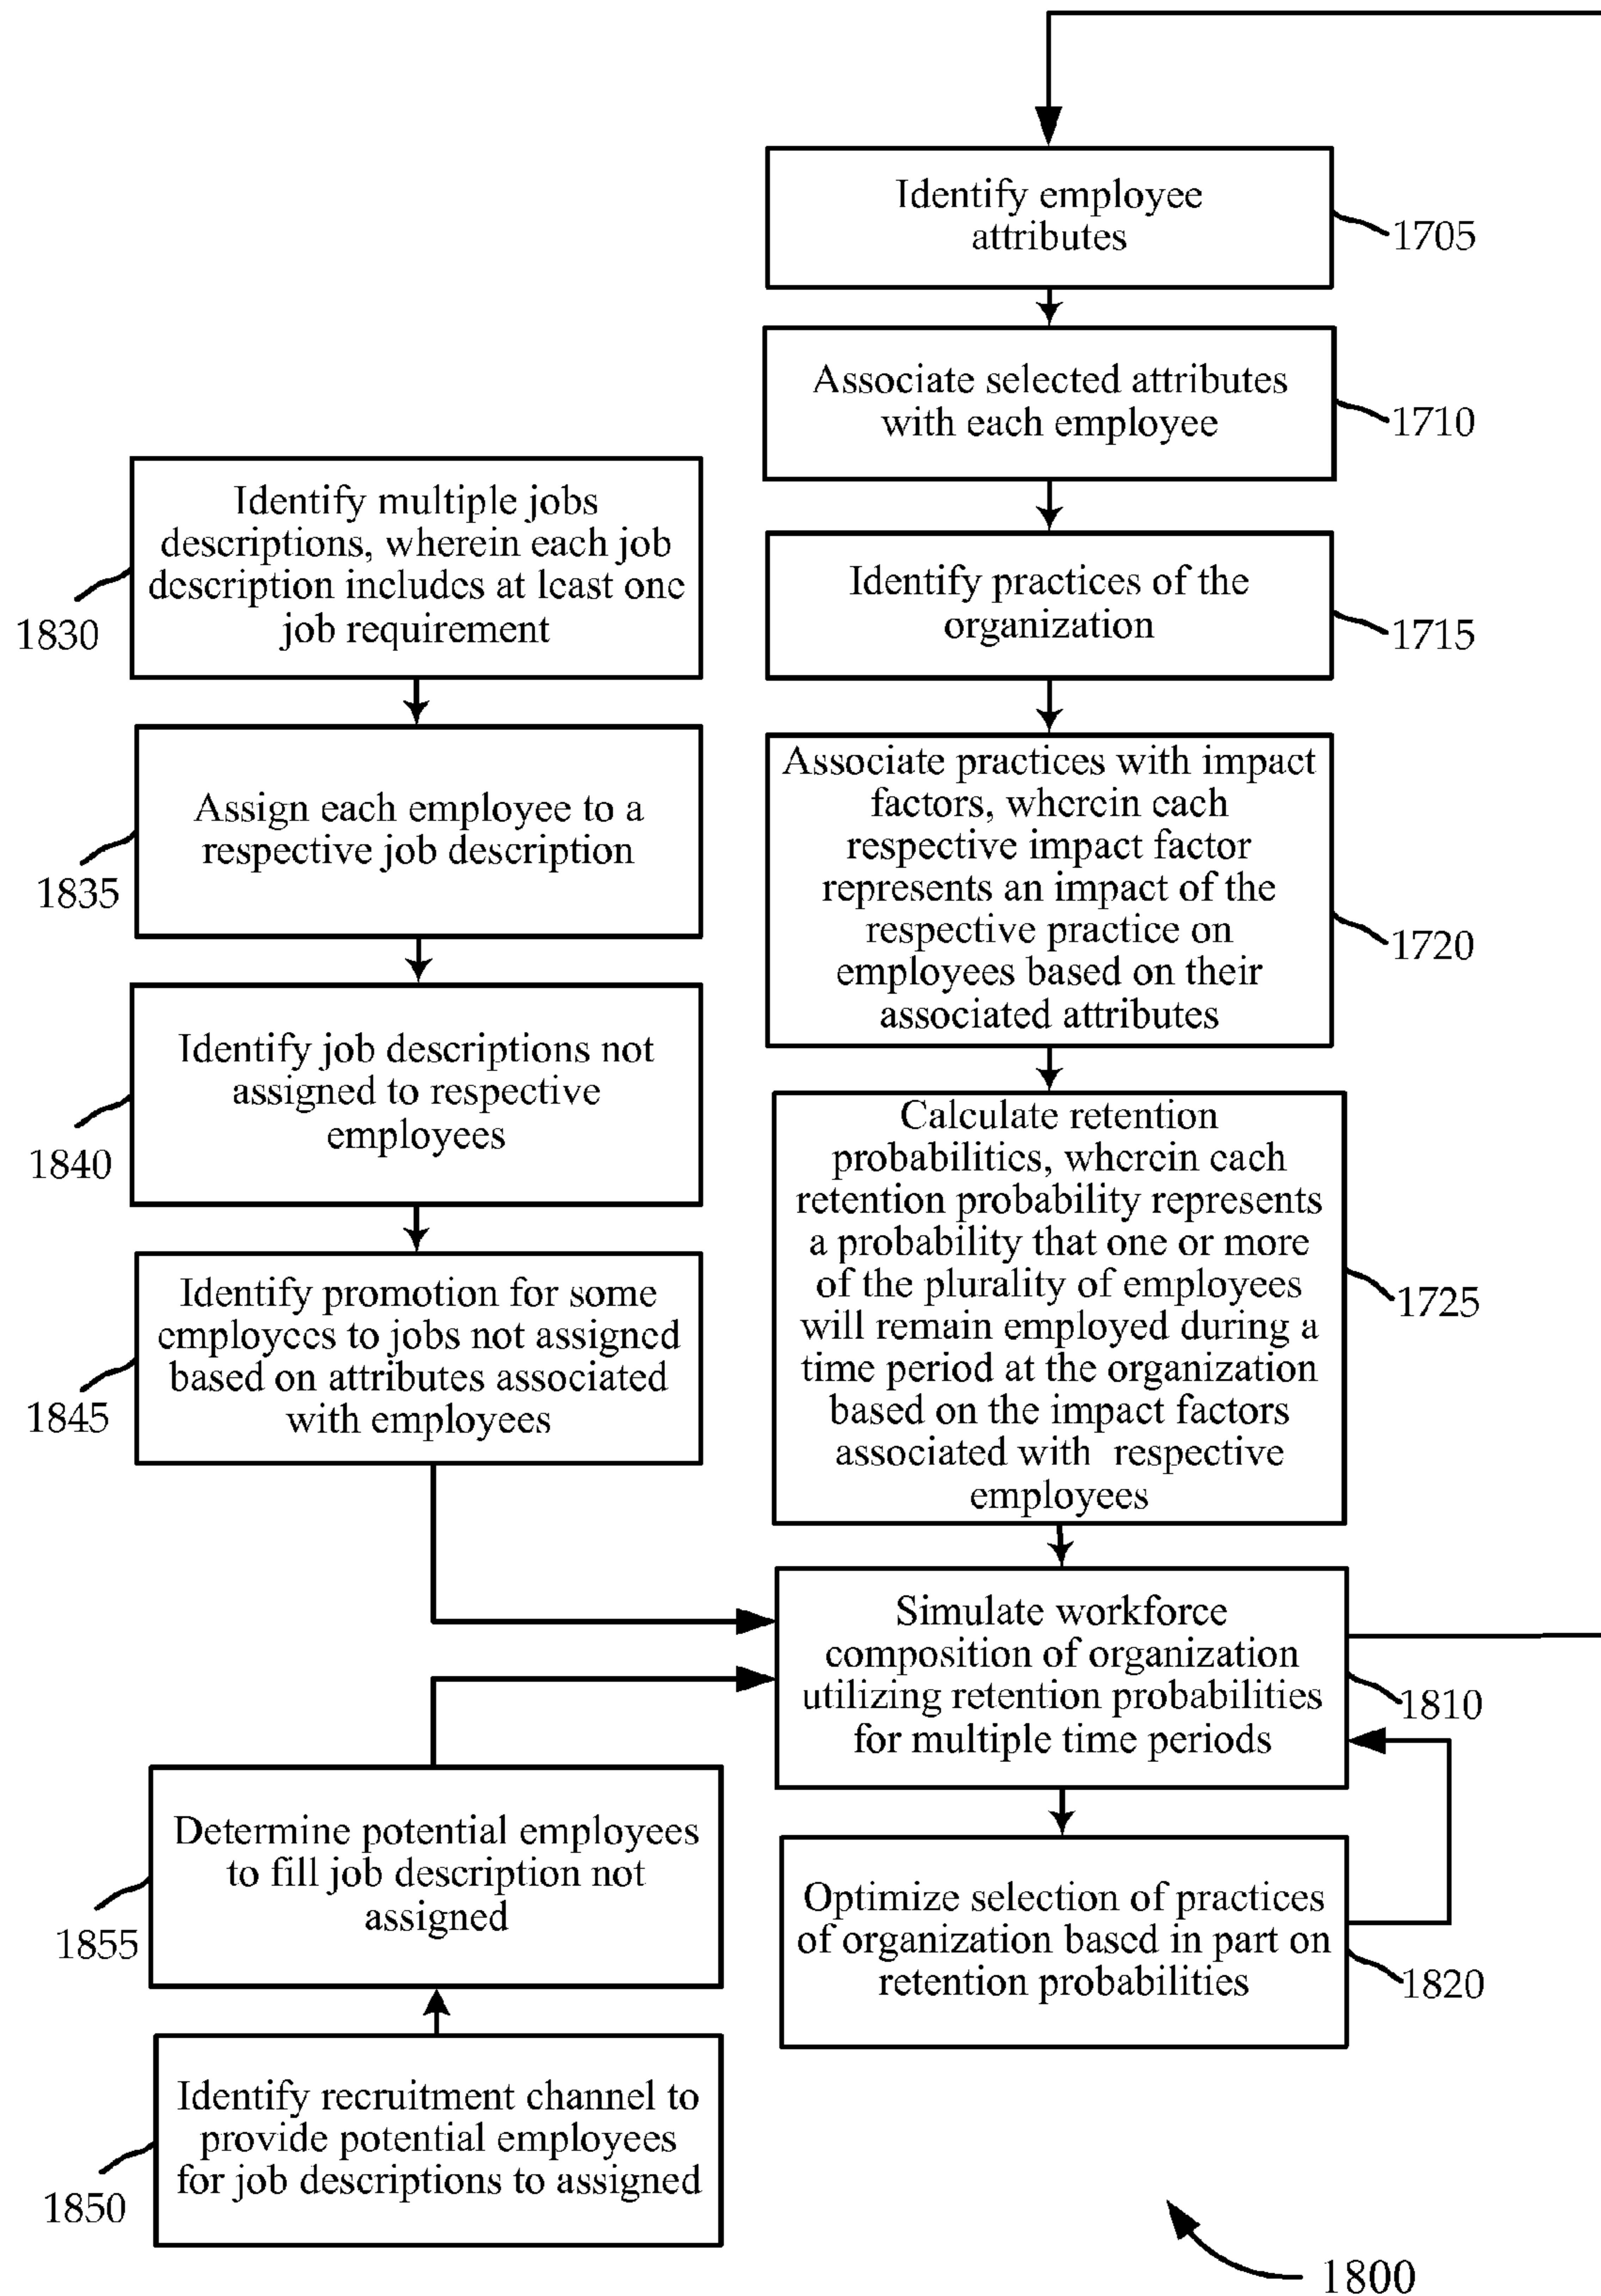 Identify employee
attributes
1705
Associate selected attributes
with each employee
1710
Identify practices of the
organization
1715
Associate practices with impact
factors, wherein each
respective impact factor
represents an impact of the
respective practice on
employees based on their
associated attributes
1720
Calculate retention
probabilities, wherein each
retention probability represents
a probability that one or more
of the plurality of employees
will remain employed during a
time period at the organization
based on the impact factors
associated with respective
employees
1725
Identify multiple jobs
descriptions, wherein each job
description includes at least one
job requirement
1830
Assign each employee to a
respective job description
1835
Identify job descriptions not
assigned to respective
employees
1840
Identify promotion for some
employees to jobs not assigned
based on attributes associated
with employees
1845
Simulate workforce
composition of organization
utilizing retention probabilities
for multiple time periods
1810
Optimize selection of practices
of organization based in part on
retention probabilities
1820
Determine potential employees
to fill job description not
assigned
1855
Identify recruitment channel to
provide potential employees
for job descriptions to assigned
1850
1800